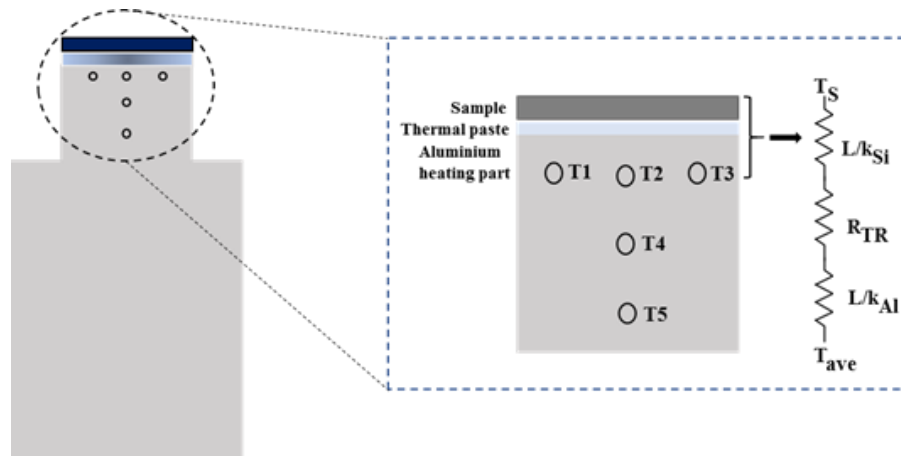 Sample
Thermal paste
Aluminium
heating part
T1
T2
T3
T4
T5
TS
L/kSi
RTR
L/kAl
Tave